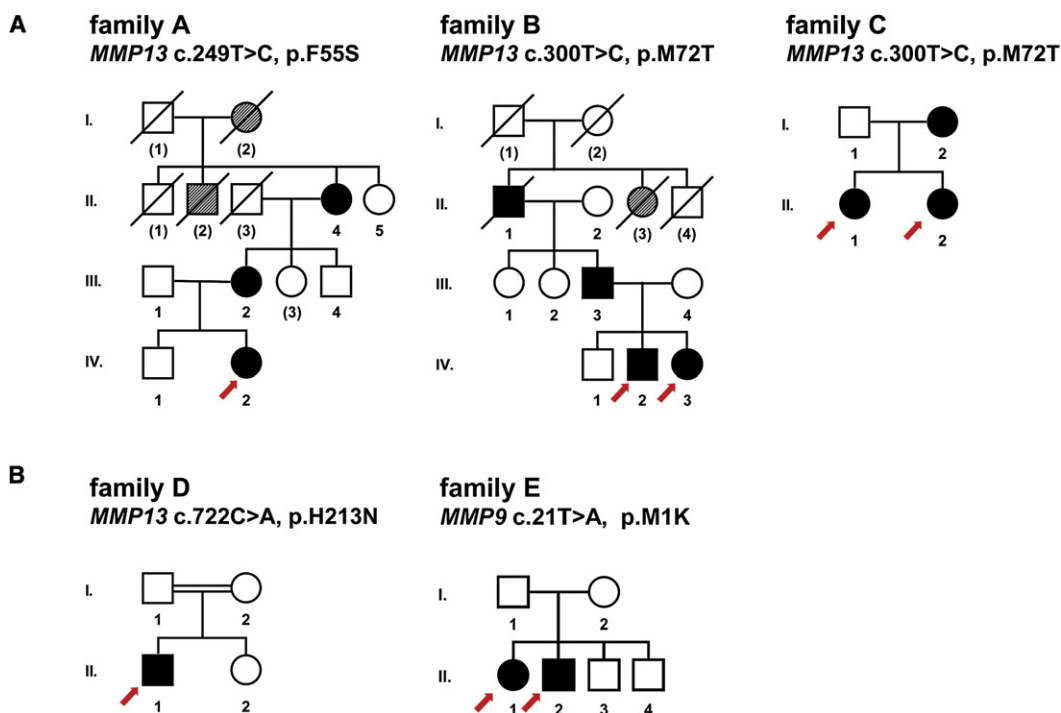 A
family A
MMP13 c.249T>C, p.F55S
I.
(1) (2)
II.
(1) (2) (3) 4 5
III.
1 2 (3) 4
IV.
1 2
family B
MMP13 c.300T>C, p.M72T
I.
(1) (2)
II.
1 2 (3) (4)
III.
1 2 3 4
IV.
1 2 3
family C
MMP13 c.300T>C, p.M72T
I.
1 2
II.
1 2
B
family D
MMP13 c.722C>A, p.H213N
I.
1 2
II.
1 2
family E
MMP9 c.21T>A, p.M1K
I.
1 2
II.
1 2 3 4